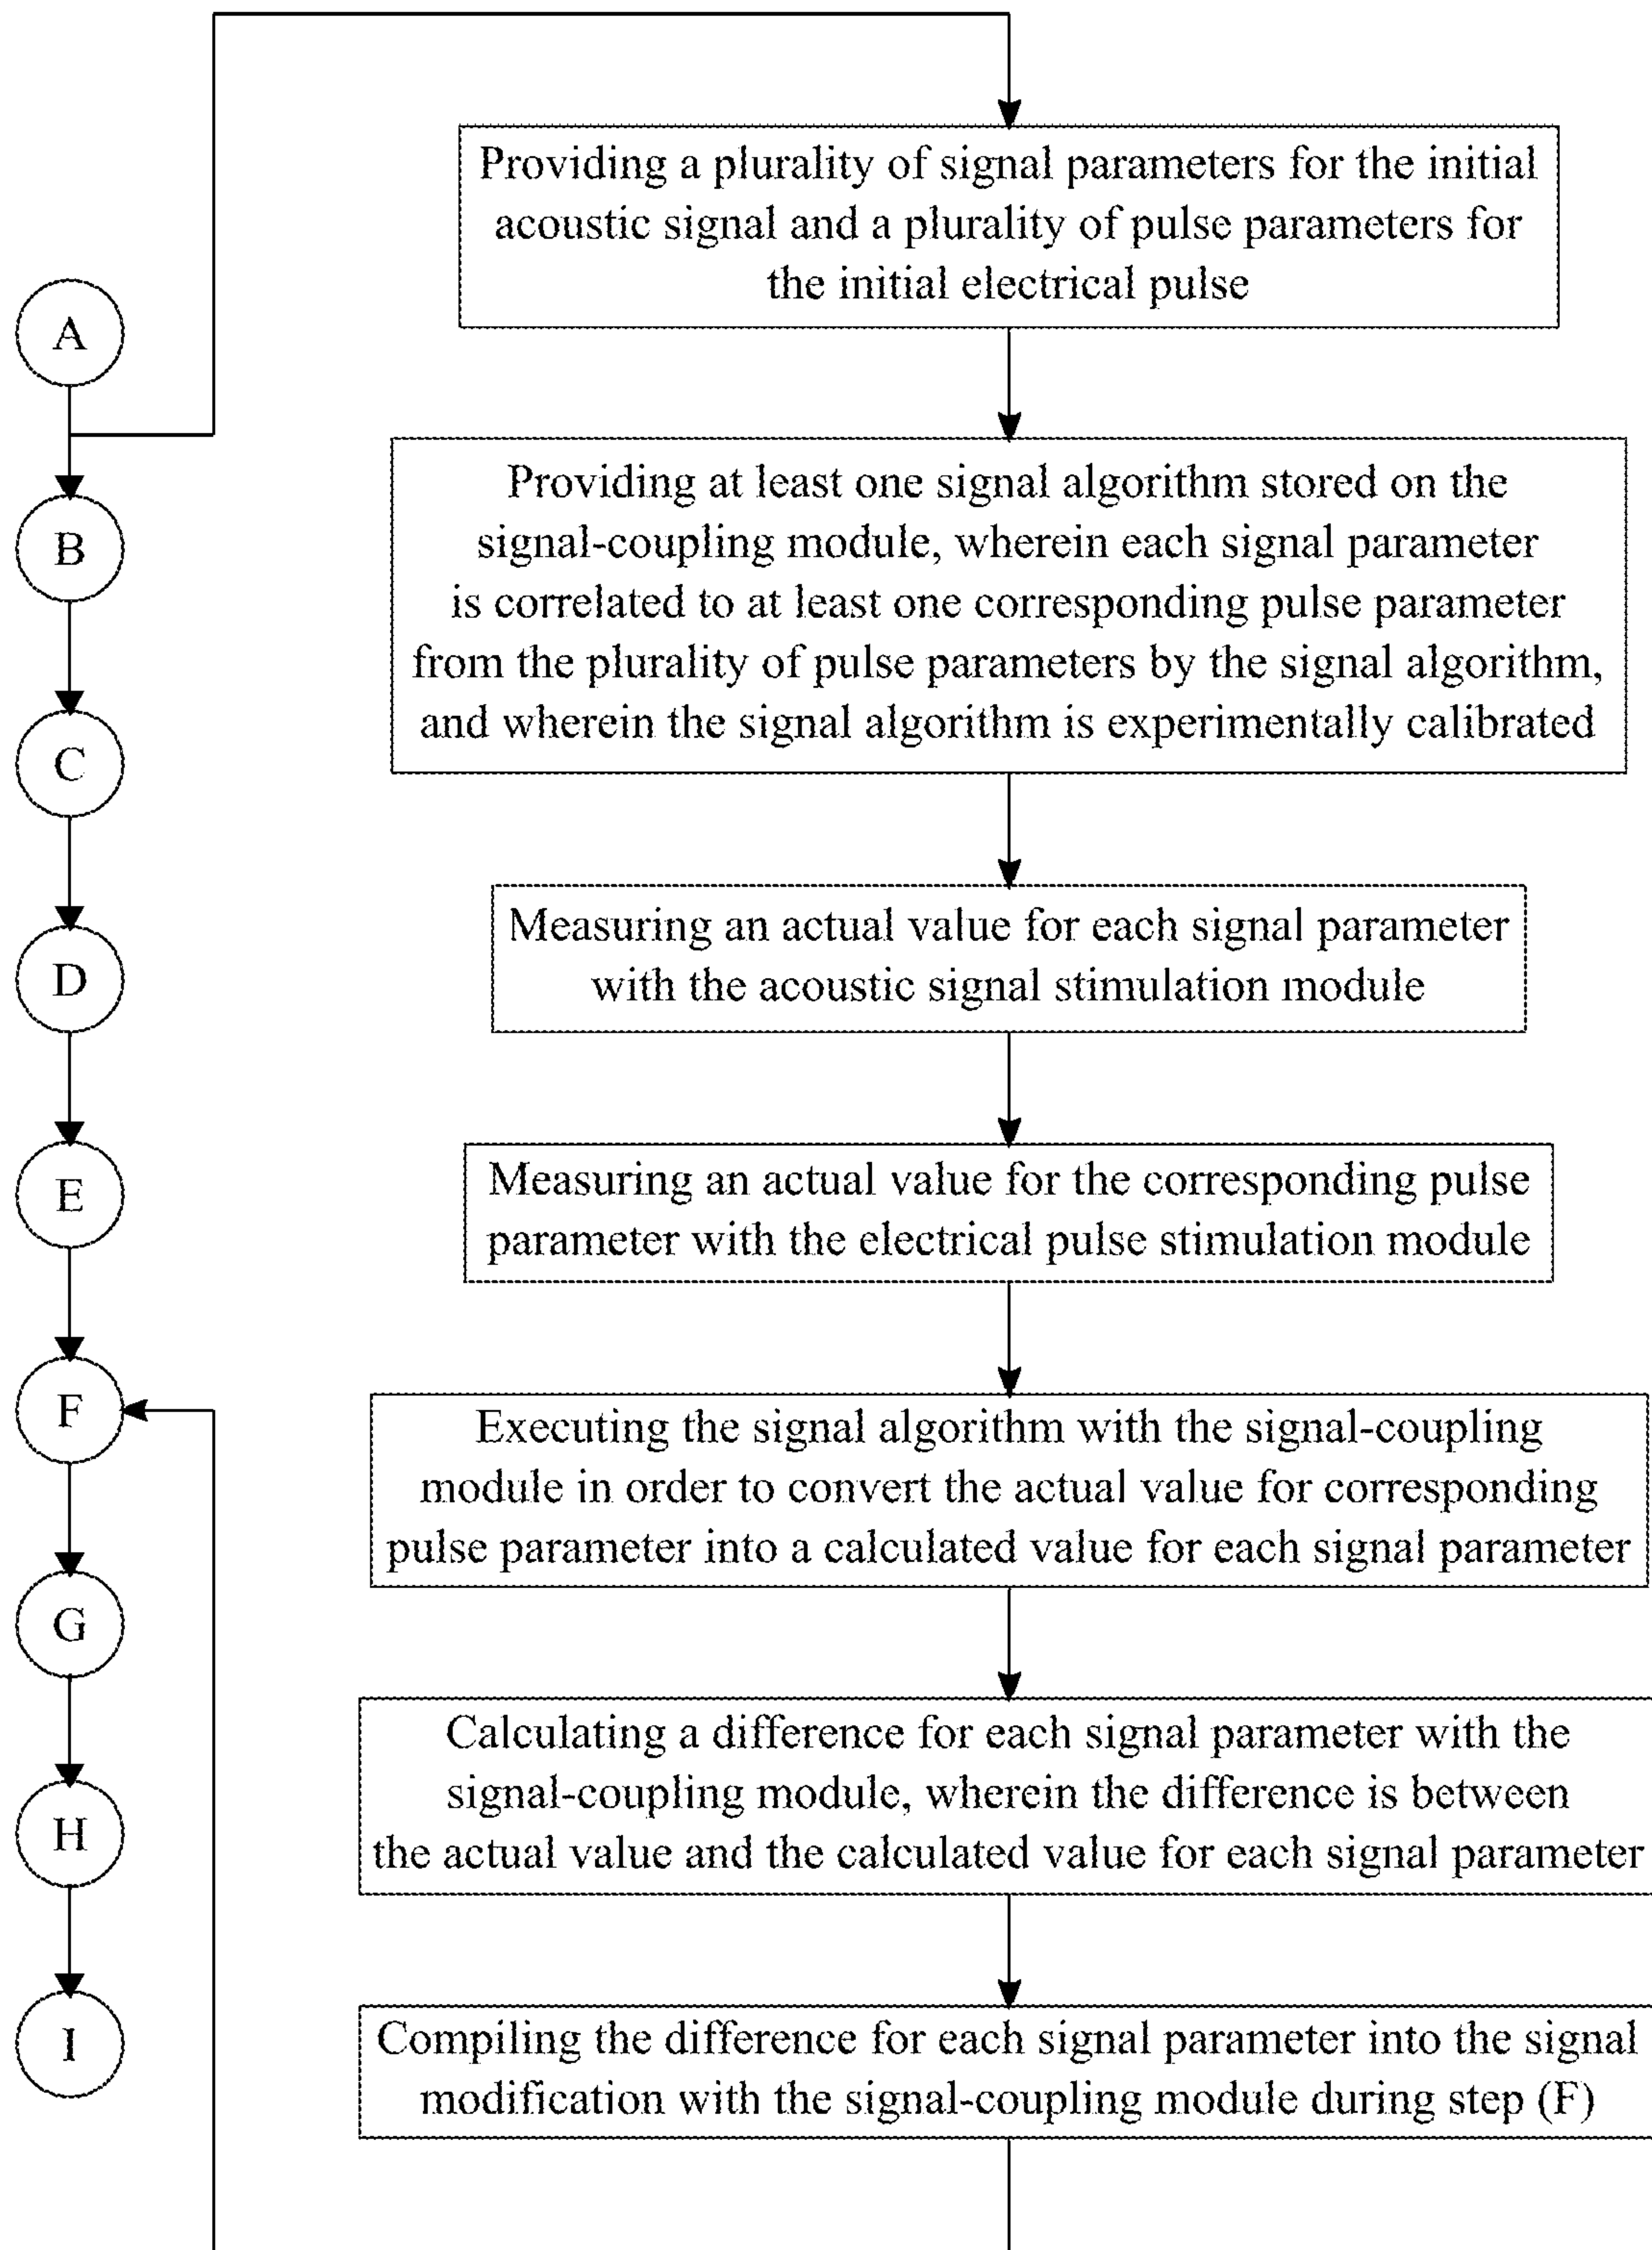 A
B
C
D
E
F
G
H
I
Providing a plurality of signal parameters for the initial
acoustic signal and a plurality of pulse parameters for
the initial electrical pulse
Providing at least one signal algorithm stored on the
signal-coupling module, wherein each signal parameter
is correlated to at least one corresponding pulse parameter
from the plurality of pulse parameters by the signal algorithm,
and wherein the signal algorithm is experimentally calibrated
Measuring an actual value for each signal parameter
with the acoustic signal stimulation module
Measuring an actual value for the corresponding pulse
parameter with the electrical pulse stimulation module
Executing the signal algorithm with the signal-coupling
module in order to convert the actual value for corresponding
pulse parameter into a calculated value for each signal parameter
Calculating a difference for each signal parameter with the
signal-coupling module, wherein the difference is between
the actual value and the calculated value for each signal parameter
Compiling the difference for each signal parameter into the signal
modification with the signal-coupling module during step (F)